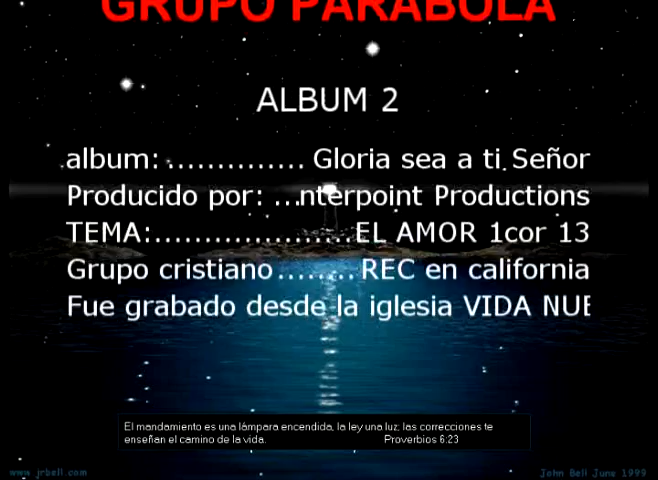 GRUPO PARABOLA
ALBUM 2
album:.............. Gloria sea a ti Señor
Producido por: ...nterpoint Productions
TEMA:....................EL AMOR 1cor 13
Grupo cristiano......... REC en california
Fue grabado desde la iglesia VIDA NUE
El mandamiento es una lámpara encendida, la ley una luz; las correcciones te
enseñan el camino de la vida. Proverbios 6:23
www jrbell.com
John Bell June 1999